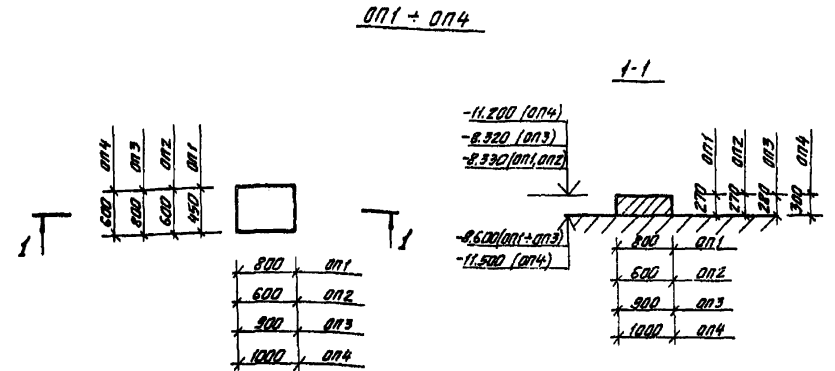 ОП1 ÷ ОП4
1-1
-11.200 (ОП4)
-8.320 (ОП3)
-8.330 (ОП1, ОП2)
ОП4 ОП3 ОП2 ОП1
600 800 600 450
1 1
800 ОП1
600 ОП2
900 ОП3
1000 ОП4
ОП1 ОП2 ОП3 ОП4
270 270 280 300
-8.600 (ОП1÷ОП3)
-11.500 (ОП4)
800 ОП1
600 ОП2
900 ОП3
1000 ОП4